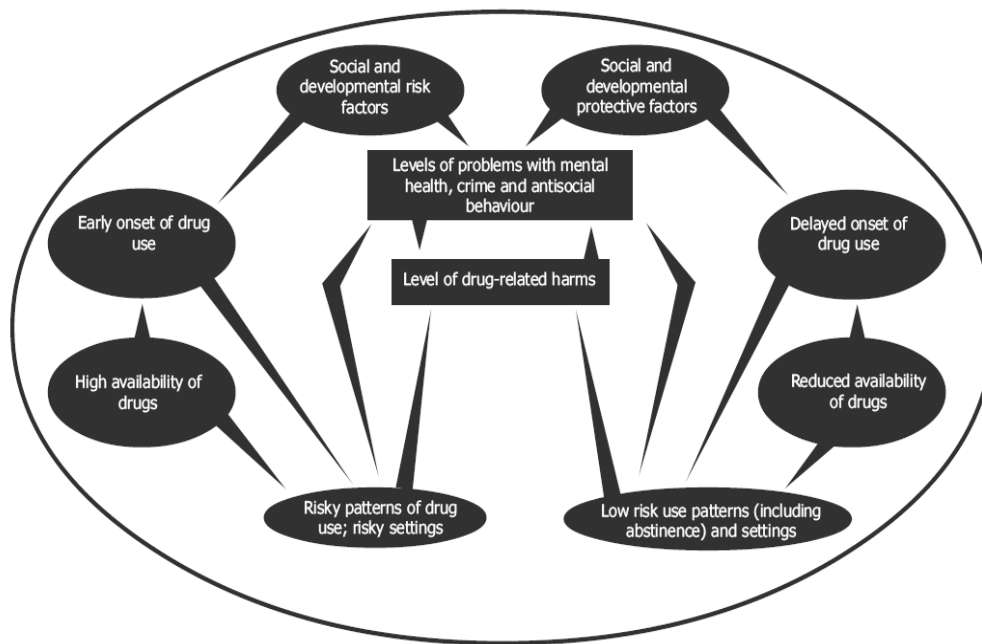 Social and
developmental risk
factors
Social and
developmental
protective factors
Levels of problems with mental
health, crime and antisocial
behaviour
Early onset of drug
use
Delayed onset of
drug use
Level of drug-related harms
High availability of
drugs
Reduced availability
of drugs
Risky patterns of drug
use; risky settings
Low risk use patterns (including
abstinence) and settings